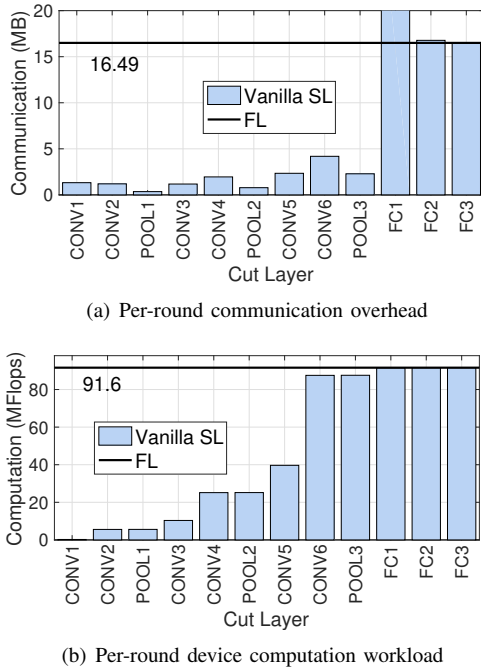 20
15
10
5
0
Communication (MB)
16.49
Vanilla SL
FL
CONV1
CONV2
POOL1
CONV3
CONV4
POOL2
CONV5
CONV6
POOL3
FC1
FC2
FC3
Cut Layer
(a) Per-round communication overhead
80
60
40
20
0
Computation (MFlops)
91.6
Vanilla SL
FL
CONV1
CONV2
POOL1
CONV3
CONV4
POOL2
CONV5
CONV6
POOL3
FC1
FC2
FC3
Cut Layer
(b) Per-round device computation workload